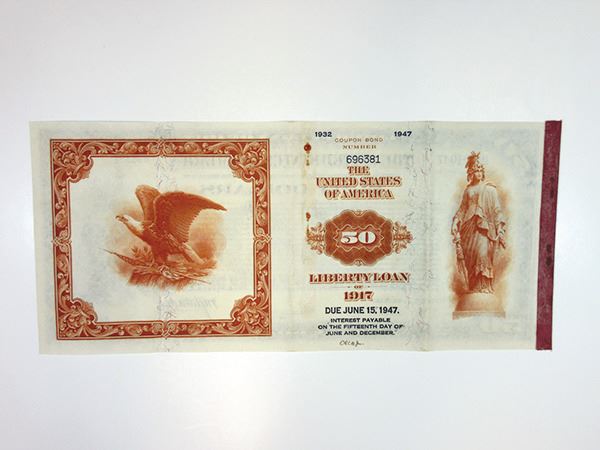 1932 1947
COUPON BOND
NUMBER
696381
THE
UNITED STATES
OF AMERICA
50
LIBERTY LOAN
OF
1917
DUE JUNE 15, 1947.
INTEREST PAYABLE
ON THE FIFTEENTH DAY OF
JUNE AND DECEMBER.